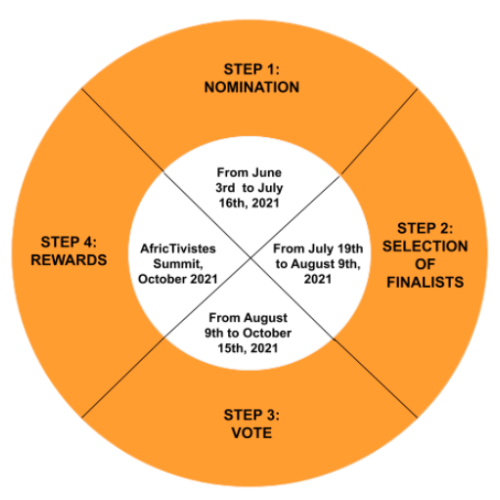 STEP 1:
NOMINATION
From June
3rd to July
16th, 2021
STEP 2:
SELECTION
OF
FINALISTS
From July 19th
to August 9th,
2021
STEP 3:
VOTE
From August
9th to October
15th, 2021
STEP 4:
REWARDS
AfricTivistes
Summit,
October 2021